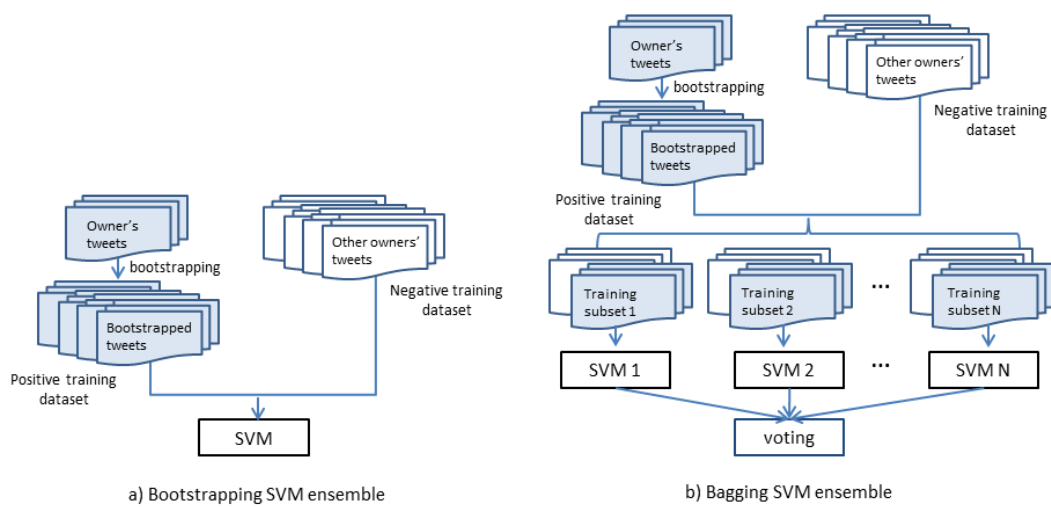 Owner's
tweets
bootstrapping
Bootstrapped
tweets
Positive training
dataset
Other owners'
tweets
Negative training
dataset
SVM
a) Bootstrapping SVM ensemble
Owner's
tweets
bootstrapping
Bootstrapped
tweets
Positive training
dataset
Other owners'
tweets
Negative training
dataset
Training
subset 1
Training
subset 2
...
Training
subset N
SVM 1
SVM 2
...
SVM N
voting
b) Bagging SVM ensemble